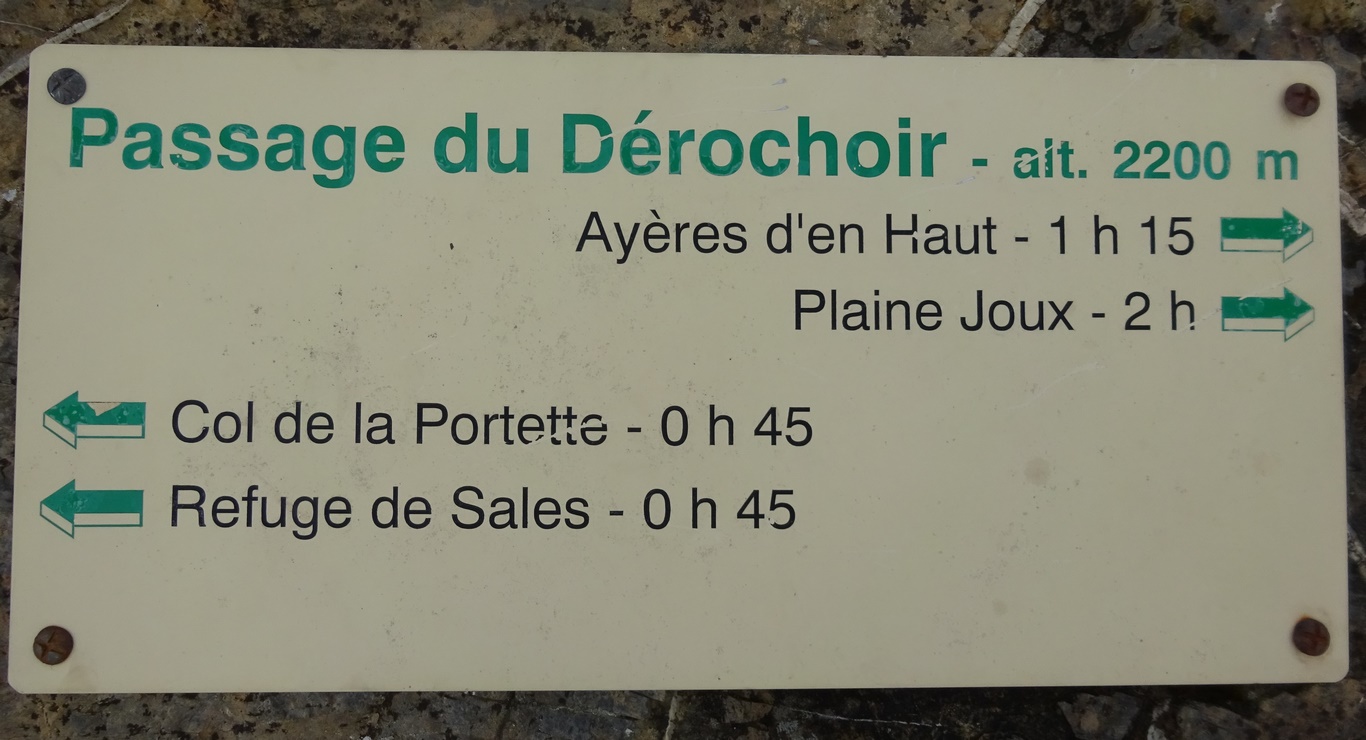 Passage du Dérochoir - alt. 2200 m
Ayères d'en Haut - 1 h 15
Plaine Joux - 2 h
Col de la Portette - 0 h 45
Refuge de Sales - 0 h 45